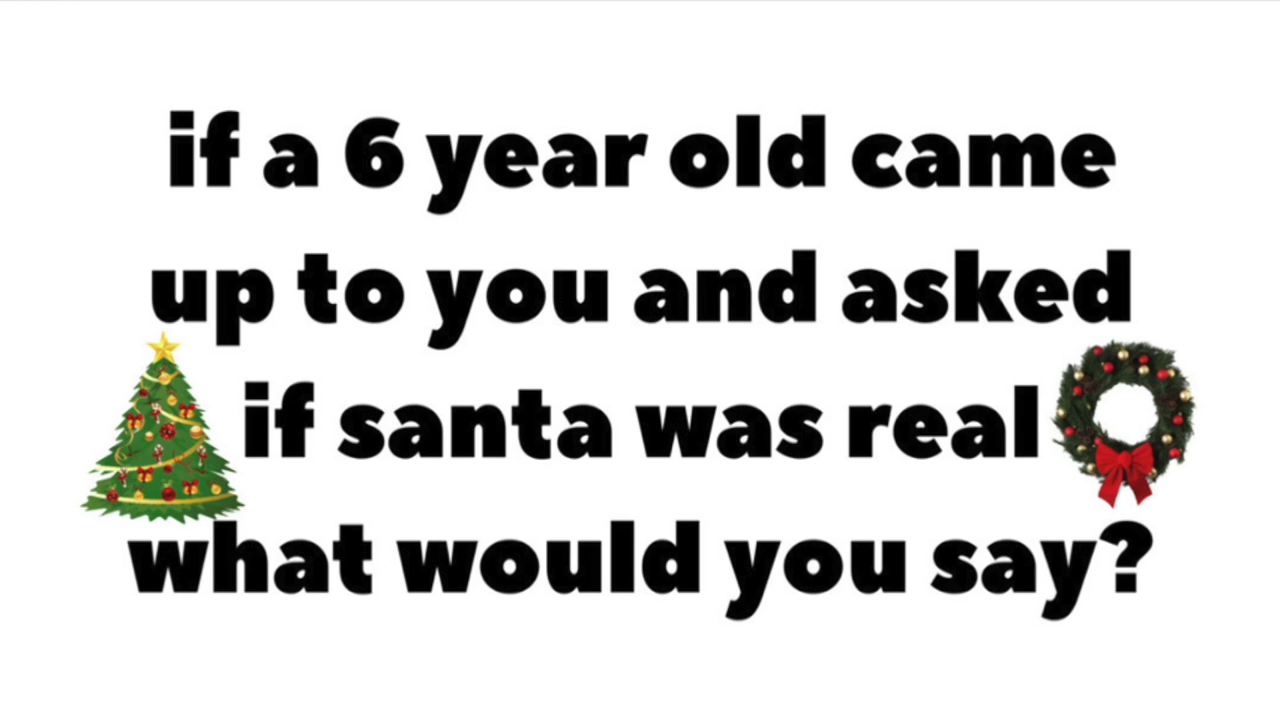 if a 6 year old came
up to you and asked
if santa was real
what would you say?